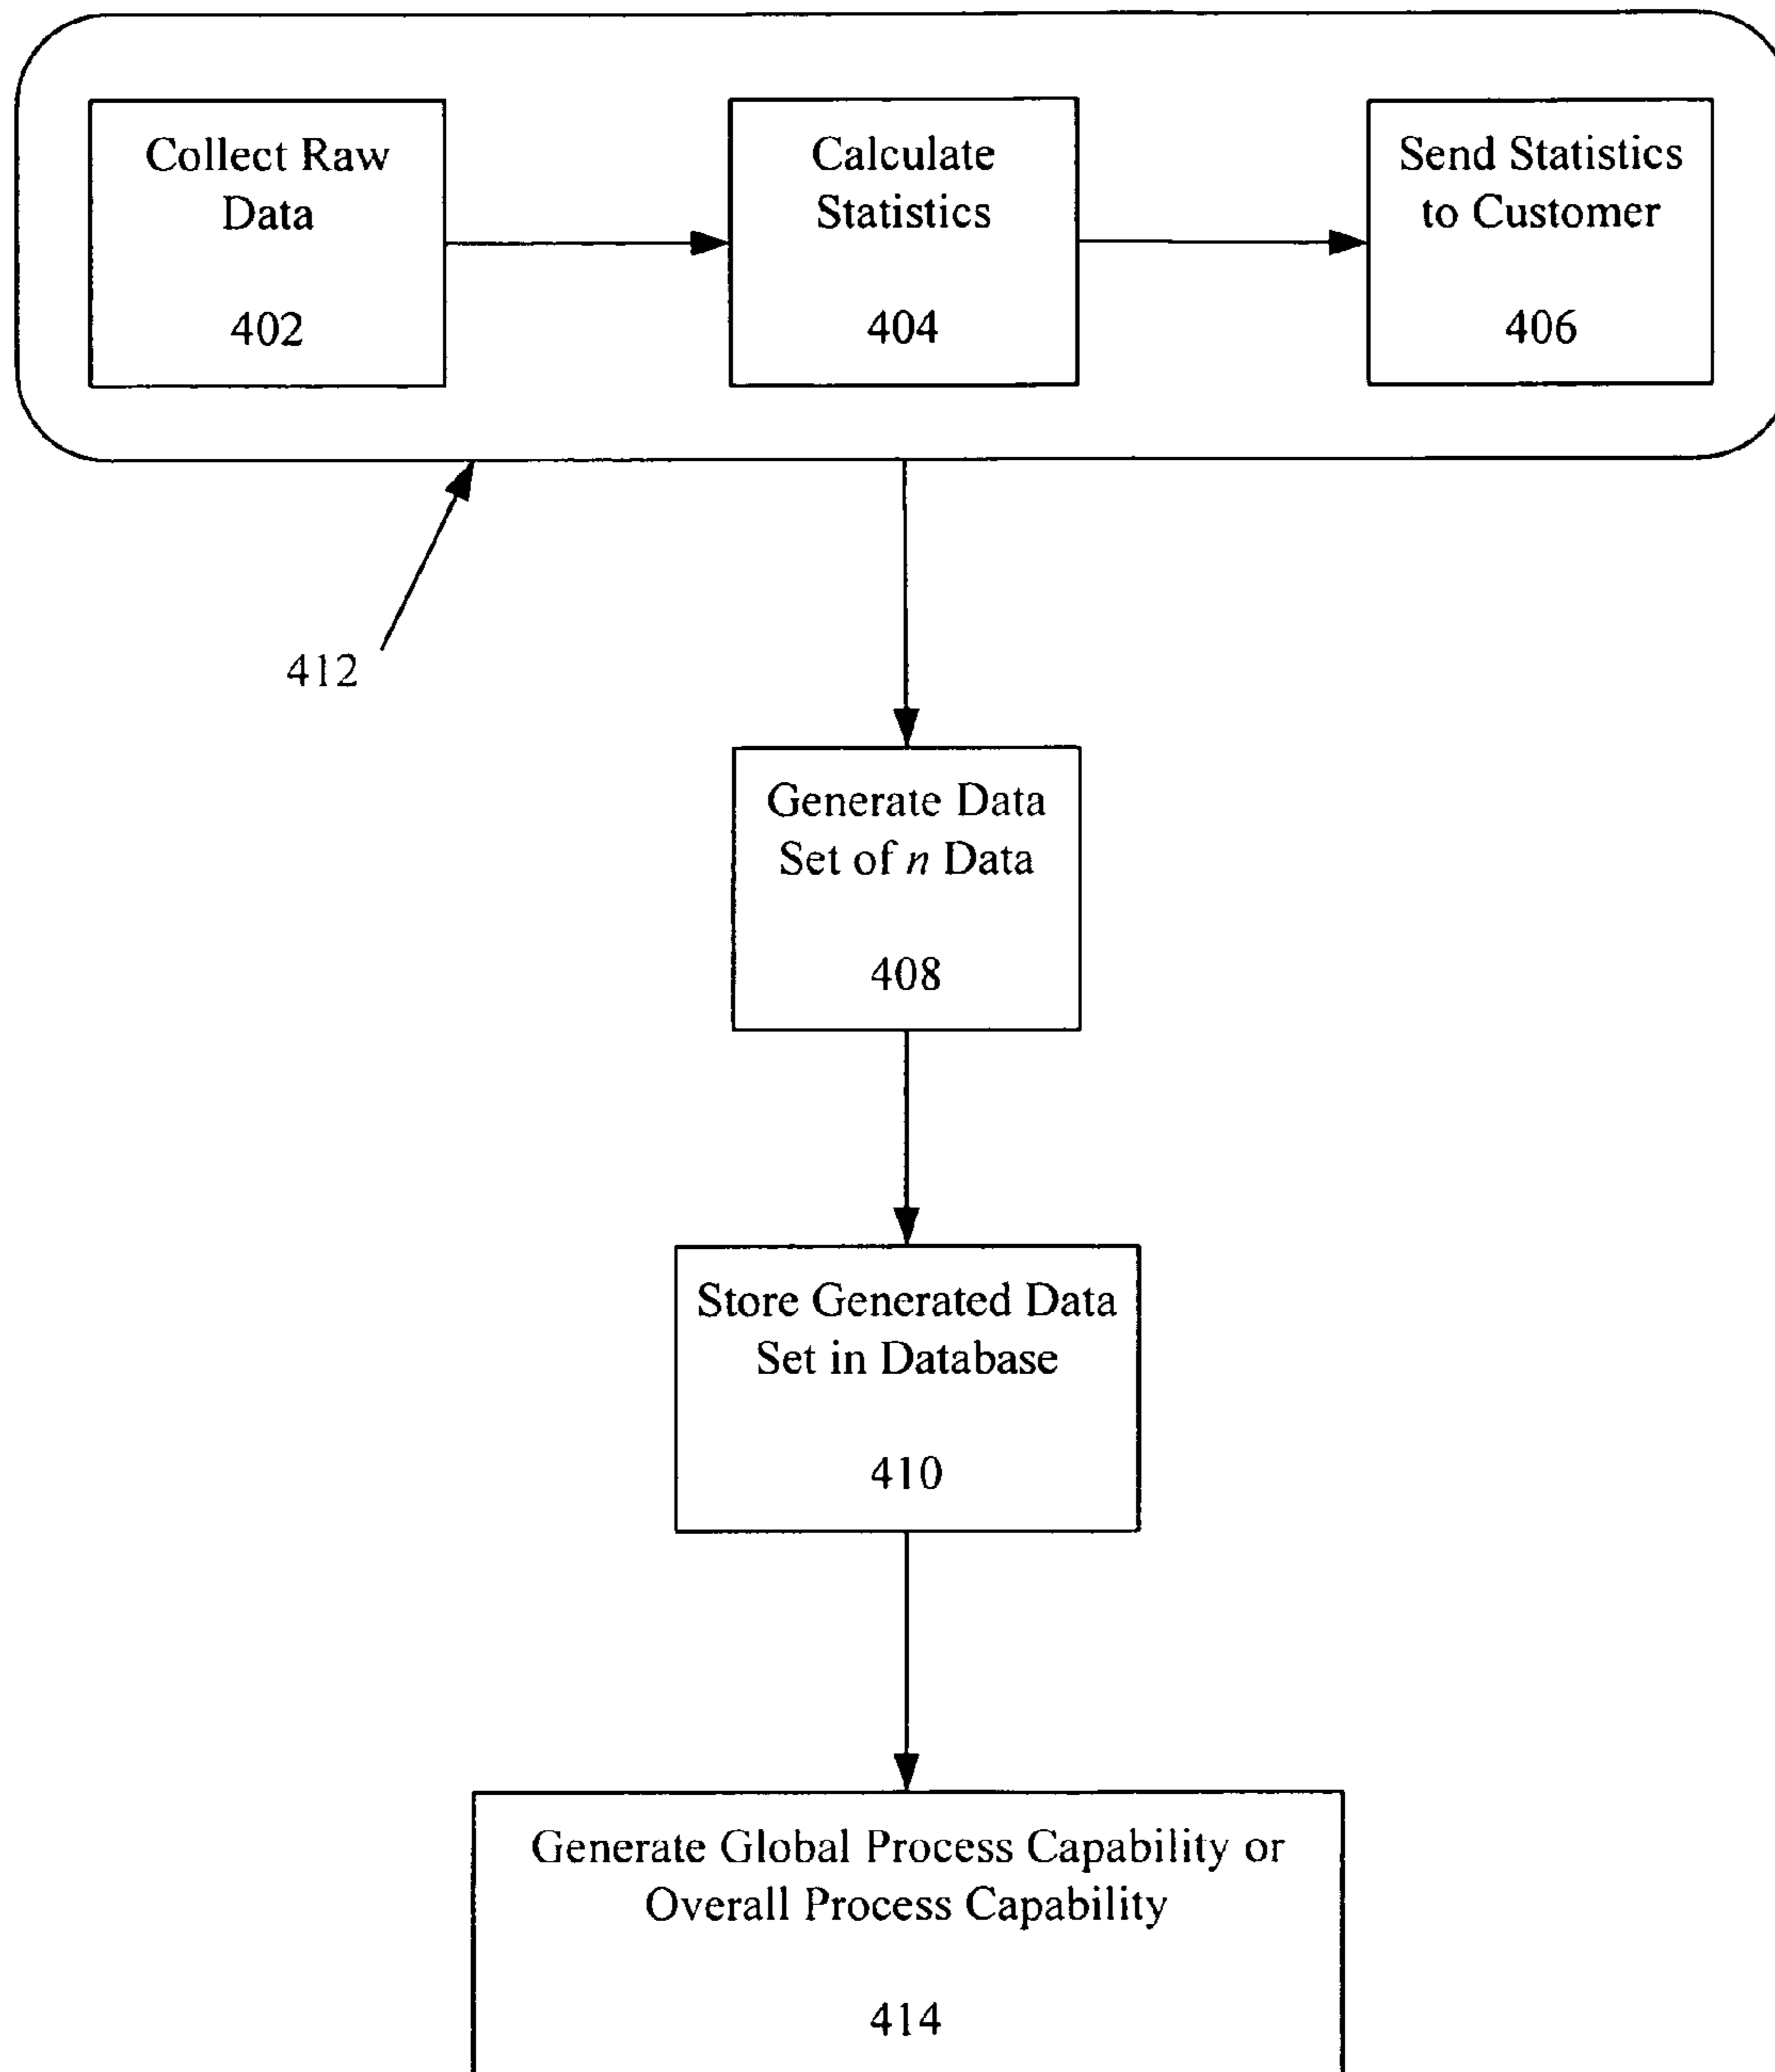 Collect Raw
Data
402
Calculate
Statistics
404
Send Statistics
to Customer
406
412
Generate Data
Set of n Data
408
Store Generated Data
Set in Database
410
Generate Global Process Capability or
Overall Process Capability
414